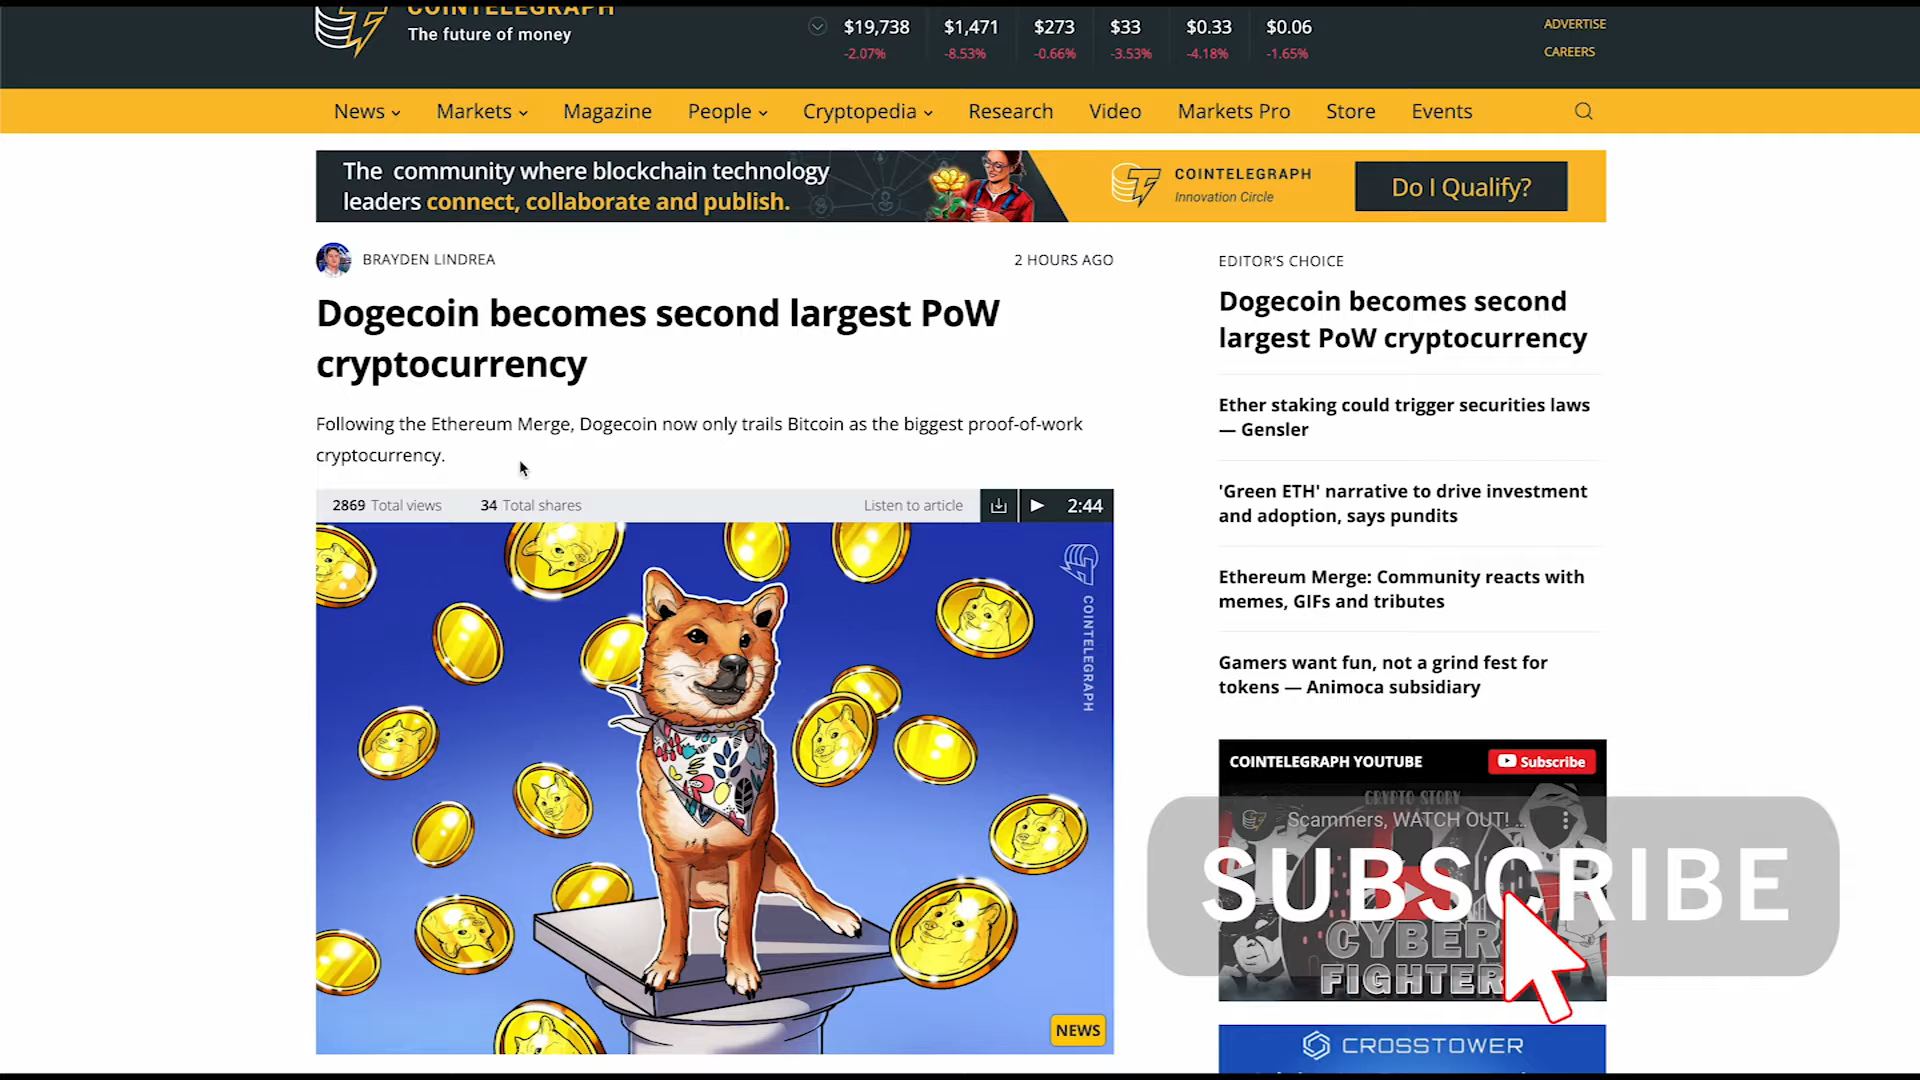 COINTELEGRAPH
The future of money
$19,738 $1,471 $273 $33 $0.33 $0.06
-2.07% -8.53% -0.66% -3.53% -4.18% -1.65%
ADVERTISE
CAREERS
News Markets Magazine People Cryptopedia Research Video Markets Pro Store Events
The community where blockchain technology
leaders connect, collaborate and publish.
COINTELEGRAPH
Innovation Circle
Do I Qualify?
BRAYDEN LINDREA
2 HOURS AGO
Dogecoin becomes second largest PoW
cryptocurrency
Following the Ethereum Merge, Dogecoin now only trails Bitcoin as the biggest proof-of-work
cryptocurrency.
2869 Total views 34 Total shares Listen to article 2:44
COINTELEGRAPH
NEWS
EDITOR'S CHOICE
Dogecoin becomes second
largest PoW cryptocurrency
Ether staking could trigger securities laws
— Gensler
'Green ETH' narrative to drive investment
and adoption, says pundits
Ethereum Merge: Community reacts with
memes, GIFs and tributes
Gamers want fun, not a grind fest for
tokens — Animoca subsidiary
COINTELEGRAPH YOUTUBE
Subscribe
CRYPTO STORY
Scammers, WATCH OUT! ...
SUBSCRIBE
CYBER
FIGHTER
CROSSTOWER